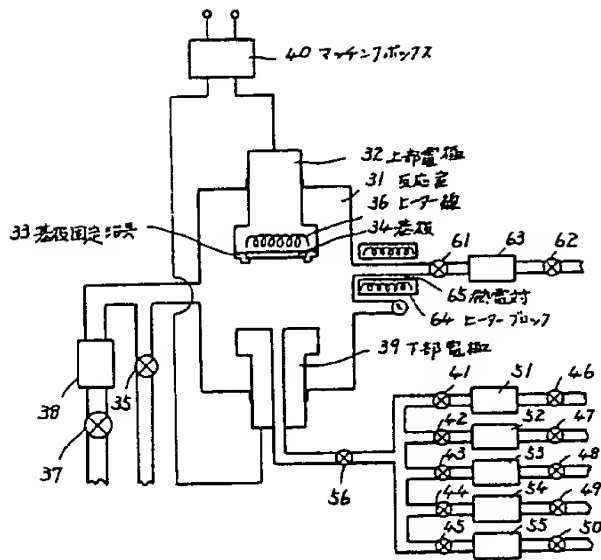 40 マッチングボックス
32 上部電極
31 反応室
36 ヒーター線
34 基板
33 基板固定治具
61
63
62
65 熱電対
64 ヒーターブロック
39 下部電極
38
35
37
41
51
46
42
52
47
43
53
48
44
54
49
45
55
50
56